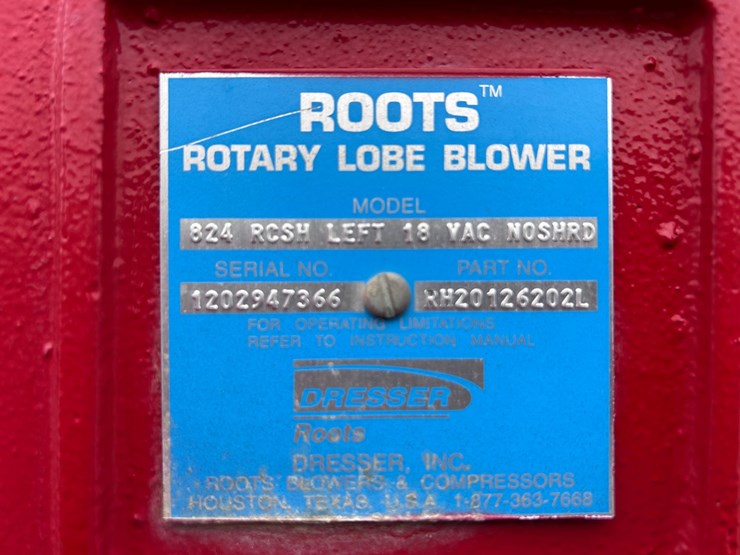 ROOTS™
ROTARY LOBE BLOWER
MODEL
824 RCSH LEFT 18 VAC NOSHRD
SERIAL NO. PART NO.
1202947366 RH20126202L
FOR OPERATING LIMITATIONS
REFER TO INSTRUCTION MANUAL
DRESSER
Roots
DRESSER, INC.
ROOTS BLOWERS & COMPRESSORS
HOUSTON, TEXAS, U.S.A. 1-877-363-7668